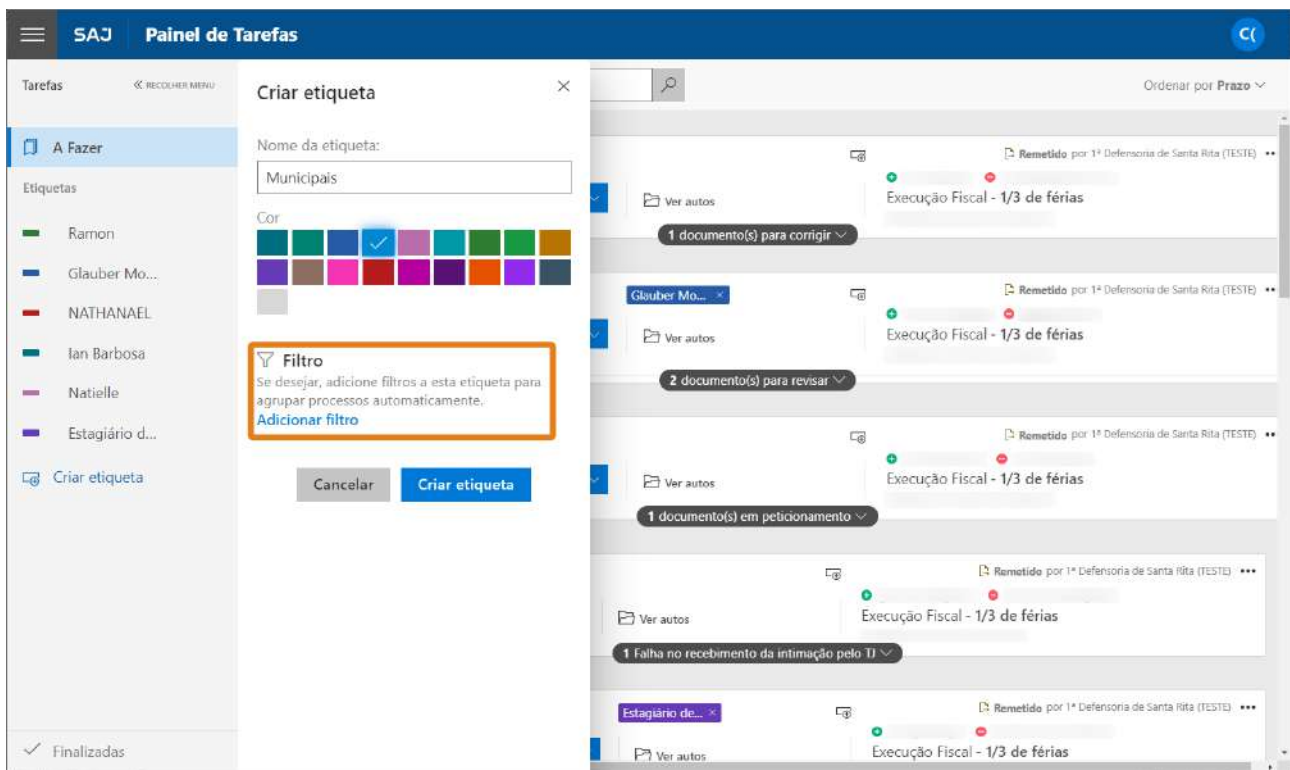 SAJ Painel de Tarefas C(
Tarefas RECOLHER MENU
A Fazer
Etiquetas
Ramon
Glauber Mo...
NATHANAEL
Ian Barbosa
Natielle
Estagiário d...
Criar etiqueta
Finalizadas
Criar etiqueta
Nome da etiqueta:
Municipais
Cor
Filtro
Se desejar, adicione filtros a esta etiqueta para
agrupar processos automaticamente.
Adicionar filtro
Cancelar Criar etiqueta
Ordenar por Prazo
Remetido por 1ª Defensoria de Santa Rita (TESTE)
Ver autos
Execução Fiscal - 1/3 de férias
1 documento(s) para corrigir
Glauber Mo... ×
Remetido por 1ª Defensoria de Santa Rita (TESTE)
Ver autos
Execução Fiscal - 1/3 de férias
2 documento(s) para revisar
Remetido por 1ª Defensoria de Santa Rita (TESTE)
Ver autos
Execução Fiscal - 1/3 de férias
1 documento(s) em peticionamento
Remetido por 1ª Defensoria de Santa Rita (TESTE)
Ver autos
Execução Fiscal - 1/3 de férias
1 Falha no recebimento da intimação pelo TJ
Estagiário de... ×
Remetido por 1ª Defensoria de Santa Rita (TESTE)
Ver autos
Execução Fiscal - 1/3 de férias